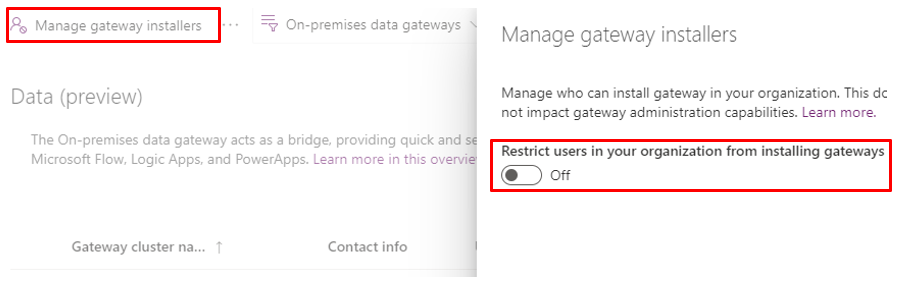 Manage gateway installers
...
On-premises data gateways
Data (preview)
The On-premises data gateway acts as a bridge, providing quick and
Microsoft Flow, Logic Apps, and PowerApps. Learn more in this
Gateway cluster na... ↑
Contact info
Manage gateway installers
Manage who can install gateway in your organization. This
not impact gateway administration capabilities. Learn more.
Restrict users in your organization from installing gateways
Off